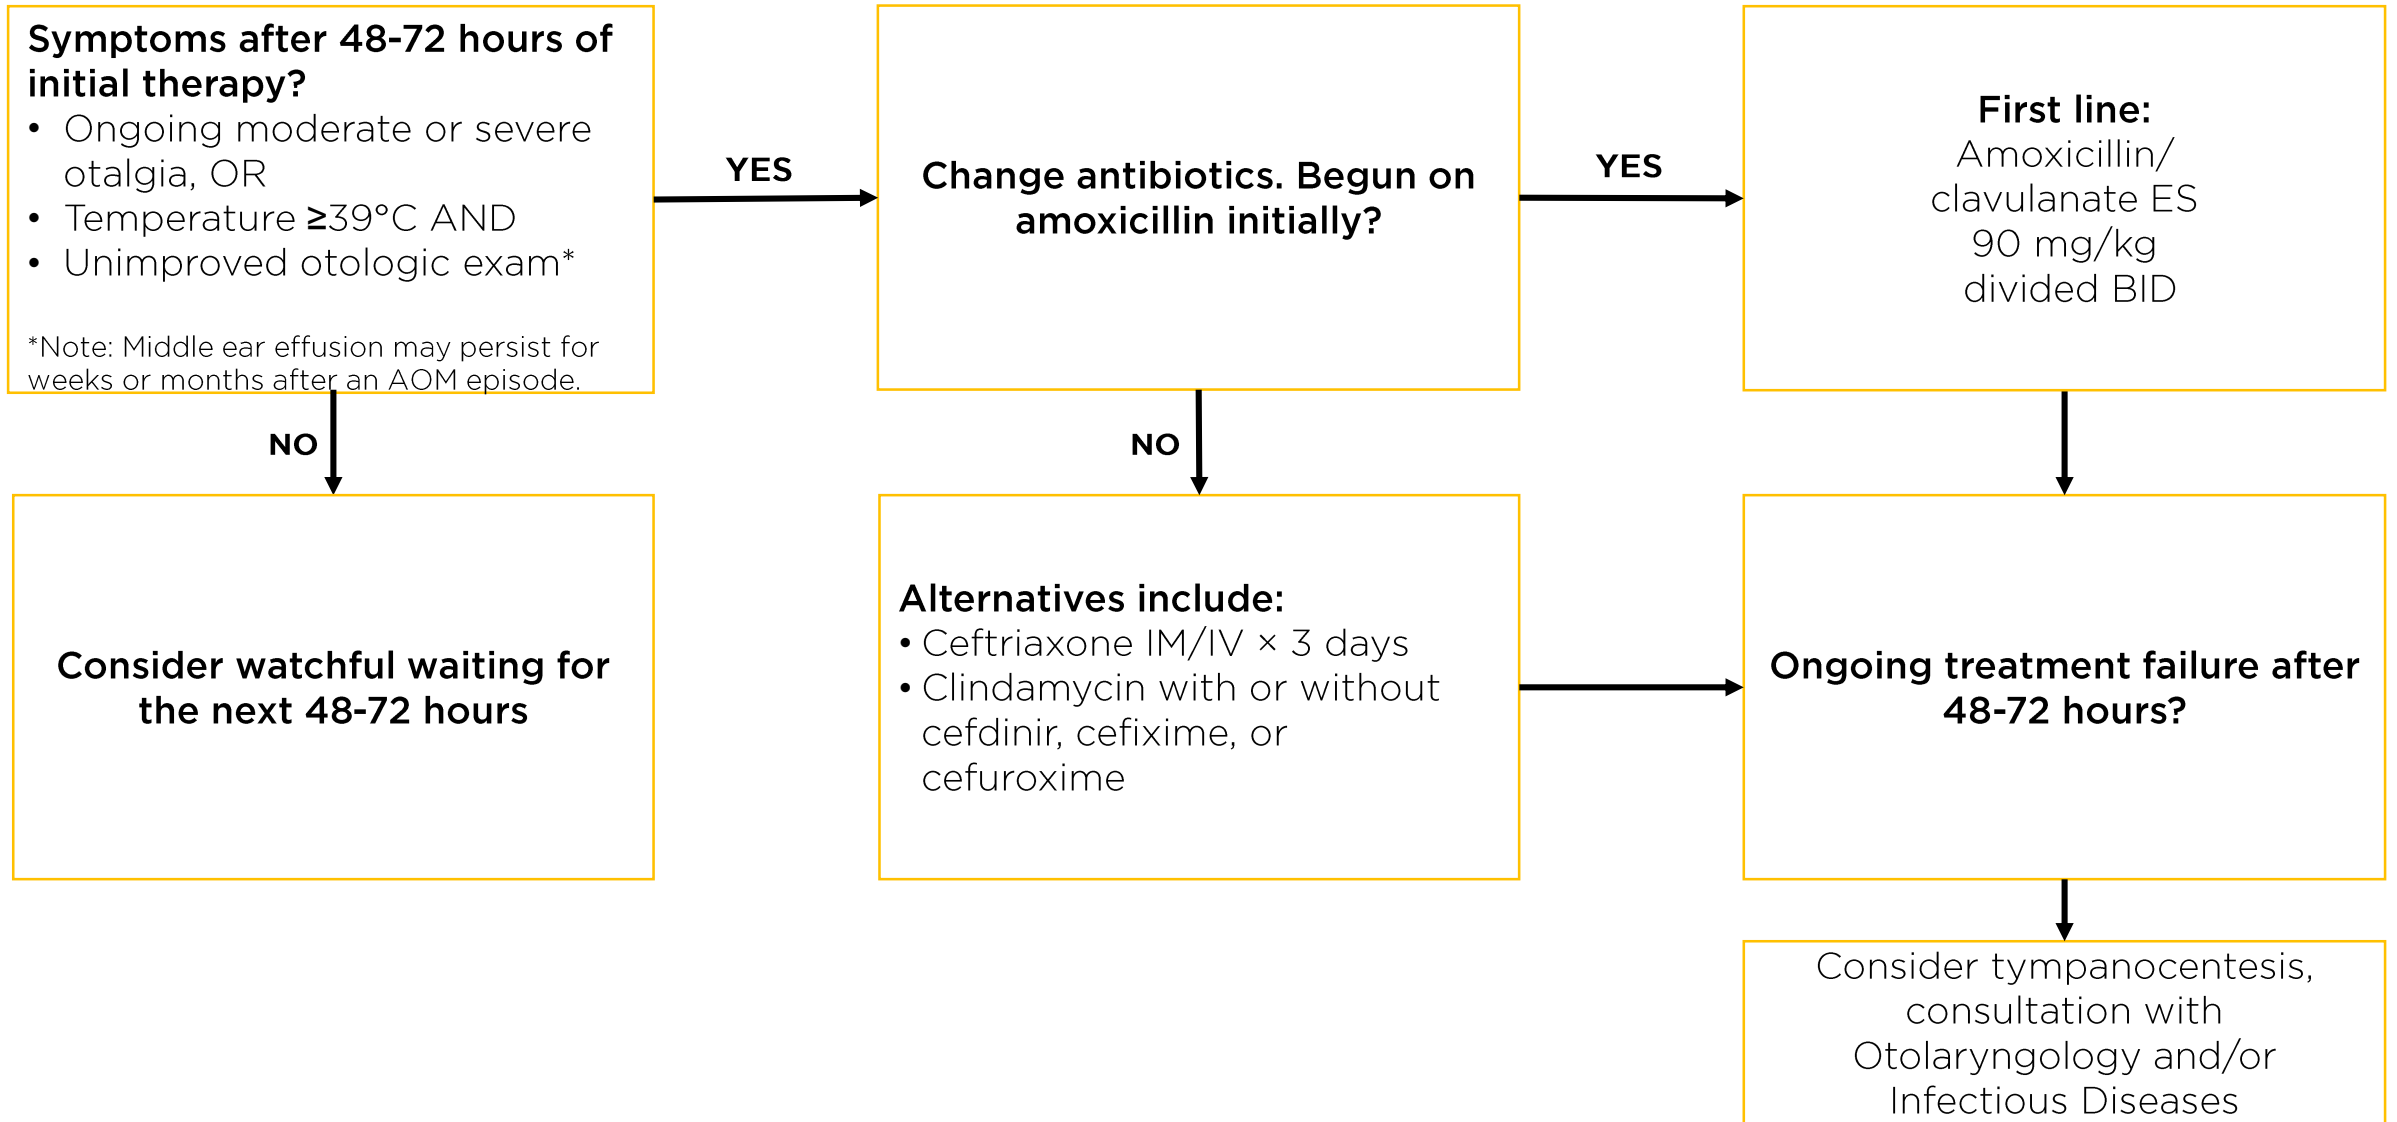 Symptoms after 48-72 hours of
initial therapy?
• Ongoing moderate or severe
otalgia, OR
• Temperature ≥39°C AND
• Unimproved otologic exam*
*Note: Middle ear effusion may persist for
weeks or months after an AOM episode.
YES
Change antibiotics. Begun on
amoxicillin initially?
YES
First line:
Amoxicillin/
clavulanate ES
90 mg/kg
divided BID
NO
NO
Consider watchful waiting for
the next 48-72 hours
Alternatives include:
• Ceftriaxone IM/IV × 3 days
• Clindamycin with or without
cefdinir, cefixime, or
cefuroxime
Ongoing treatment failure after
48-72 hours?
Consider tympanocentesis,
consultation with
Otolaryngology and/or
Infectious Diseases